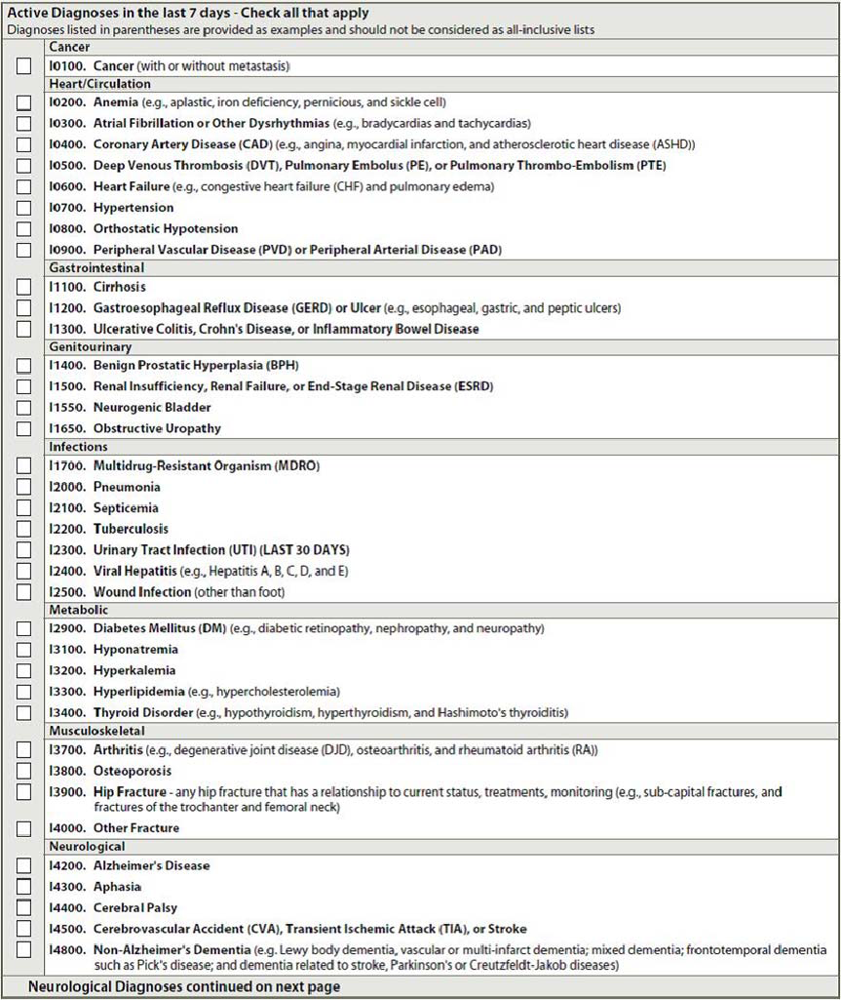 Active Diagnoses in the last 7 days - Check all that apply
Diagnoses listed in parentheses are provided as examples and should not be considered as all-inclusive lists
Cancer
I0100. Cancer (with or without metastasis)
Heart/Circulation
I0200. Anemia (e.g., aplastic, iron deficiency, pernicious, and sickle cell)
I0300. Atrial Fibrillation or Other Dysrhythmias (e.g., bradycardias and tachycardias)
I0400. Coronary Artery Disease (CAD) (e.g., angina, myocardial infarction, and atherosclerotic heart disease (ASHD))
I0500. Deep Venous Thrombosis (DVT), Pulmonary Embolus (PE), or Pulmonary Thrombo-Embolism (PTE)
I0600. Heart Failure (e.g., congestive heart failure (CHF) and pulmonary edema)
I0700. Hypertension
I0800. Orthostatic Hypotension
I0900. Peripheral Vascular Disease (PVD) or Peripheral Arterial Disease (PAD)
Gastrointestinal
I1100. Cirrhosis
I1200. Gastroesophageal Reflux Disease (GERD) or Ulcer (e.g., esophageal, gastric, and peptic ulcers)
I1300. Ulcerative Colitis, Crohn's Disease, or Inflammatory Bowel Disease
Genitourinary
I1400. Benign Prostatic Hyperplasia (BPH)
I1500. Renal Insufficiency, Renal Failure, or End-Stage Renal Disease (ESRD)
I1550. Neurogenic Bladder
I1650. Obstructive Uropathy
Infections
I1700. Multidrug-Resistant Organism (MDRO)
I2000. Pneumonia
I2100. Septicemia
I2200. Tuberculosis
I2300. Urinary Tract Infection (UTI) (LAST 30 DAYS)
I2400. Viral Hepatitis (e.g., Hepatitis A, B, C, D, and E)
I2500. Wound Infection (other than foot)
Metabolic
I2900. Diabetes Mellitus (DM) (e.g., diabetic retinopathy, nephropathy, and neuropathy)
I3100. Hyponatremia
I3200. Hyperkalemia
I3300. Hyperlipidemia (e.g., hypercholesterolemia)
I3400. Thyroid Disorder (e.g., hypothyroidism, hyperthyroidism, and Hashimoto's thyroiditis)
Musculoskeletal
I3700. Arthritis (e.g., degenerative joint disease (DJD), osteoarthritis, and rheumatoid arthritis (RA))
I3800. Osteoporosis
I3900. Hip Fracture - any hip fracture that has a relationship to current status, treatments, monitoring (e.g., sub-capital fractures, and
fractures of the trochanter and femoral neck)
I4000. Other Fracture
Neurological
I4200. Alzheimer's Disease
I4300. Aphasia
I4400. Cerebral Palsy
I4500. Cerebrovascular Accident (CVA), Transient Ischemic Attack (TIA), or Stroke
I4800. Non-Alzheimer's Dementia (e.g. Lewy body dementia, vascular or multi-infarct dementia; mixed dementia; frontotemporal dementia
such as Pick's disease; and dementia related to stroke, Parkinson's or Creutzfeldt-Jakob diseases)
Neurological Diagnoses continued on next page